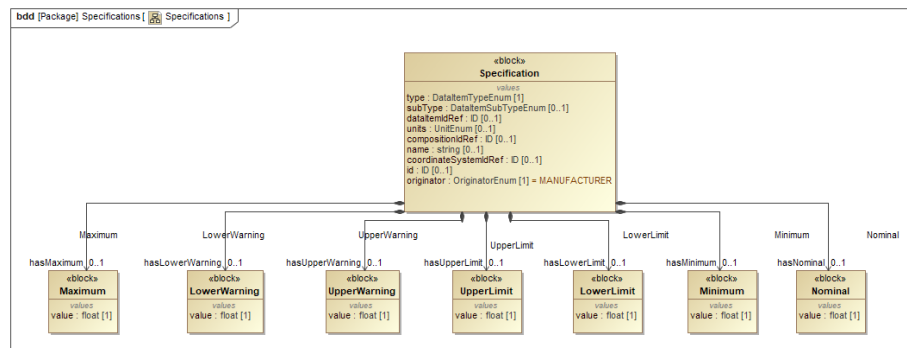 bdd [Package] Specifications [ Specifications ]
«block»
Specification
values
type : DataItemTypeEnum [1]
subType : DataItemSubTypeEnum [0..1]
dataItemIdRef : ID [0..1]
units : UnitEnum [0..1]
compositionIdRef : ID [0..1]
name : string [0..1]
coordinateSystemIdRef : ID [0..1]
id : ID [0..1]
originator : OriginatorEnum [1] = MANUFACTURER
Maximum LowerWarning UpperWarning UpperLimit LowerLimit Minimum Nominal
hasMaximum 0..1 hasLowerWarning 0..1 hasUpperWarning 0..1 hasUpperLimit 0..1 hasLowerLimit 0..1 hasMinimum 0..1 hasNominal 0..1
«block» «block» «block» «block» «block» «block» «block»
Maximum LowerWarning UpperWarning UpperLimit LowerLimit Minimum Nominal
values values values values values values values
value : float [1] value : float [1] value : float [1] value : float [1] value : float [1] value : float [1] value : float [1]